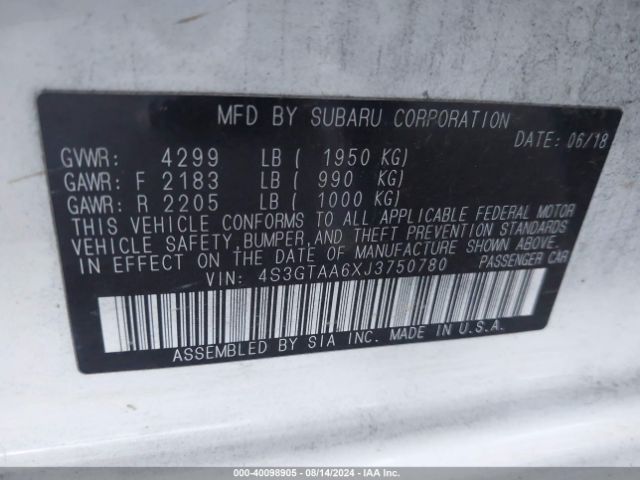 MFD BY SUBARU CORPORATION
DATE: 06/18
GVWR: 4299 LB ( 1950 KG)
GAWR: F 2183 LB ( 990 KG)
GAWR: R 2205 LB ( 1000 KG)
THIS VEHICLE CONFORMS TO ALL APPLICABLE FEDERAL MOTOR
VEHICLE SAFETY, BUMPER, AND THEFT PREVENTION STANDARDS
IN EFFECT ON THE DATE OF MANUFACTURE SHOWN ABOVE.
VIN: 4S3GTAA6XJ3750780 PASSENGER CAR
ASSEMBLED BY SIA INC. MADE IN U.S.A.
000-40098905 - 08/14/2024 - IAA Inc.